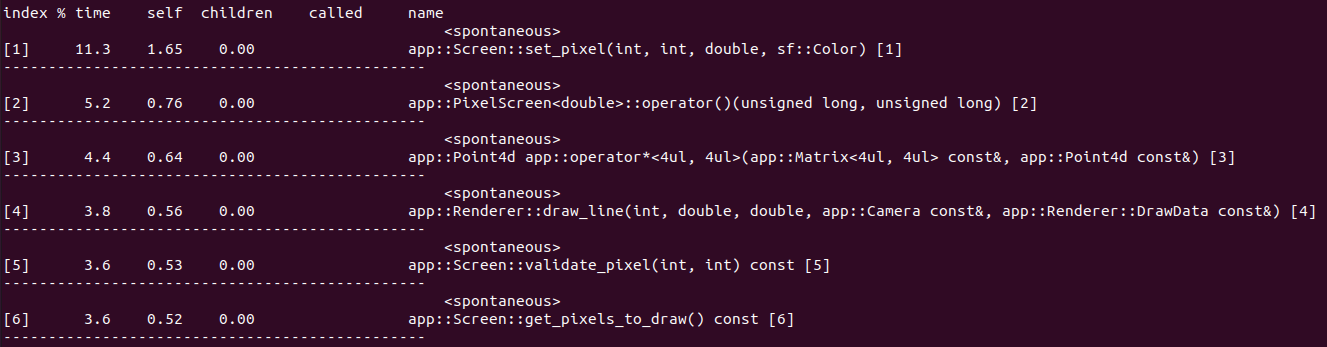 index % time    self  children    called     name
                                                 <spontaneous>
[1]     11.3    1.65    0.00                 app::Screen::set_pixel(int, int, double, sf::Color) [1]
-----------------------------------------------
                                                 <spontaneous>
[2]      5.2    0.76    0.00                 app::PixelScreen<double>::operator()(unsigned long, unsigned long) [2]
-----------------------------------------------
                                                 <spontaneous>
[3]      4.4    0.64    0.00                 app::Point4d app::operator*<4ul, 4ul>(app::Matrix<4ul, 4ul> const&, app::Point4d const&) [3]
-----------------------------------------------
                                                 <spontaneous>
[4]      3.8    0.56    0.00                 app::Renderer::draw_line(int, double, double, app::Camera const&, app::Renderer::DrawData const&) [4]
-----------------------------------------------
                                                 <spontaneous>
[5]      3.6    0.53    0.00                 app::Screen::validate_pixel(int, int) const [5]
-----------------------------------------------
                                                 <spontaneous>
[6]      3.6    0.52    0.00                 app::Screen::get_pixels_to_draw() const [6]
-----------------------------------------------